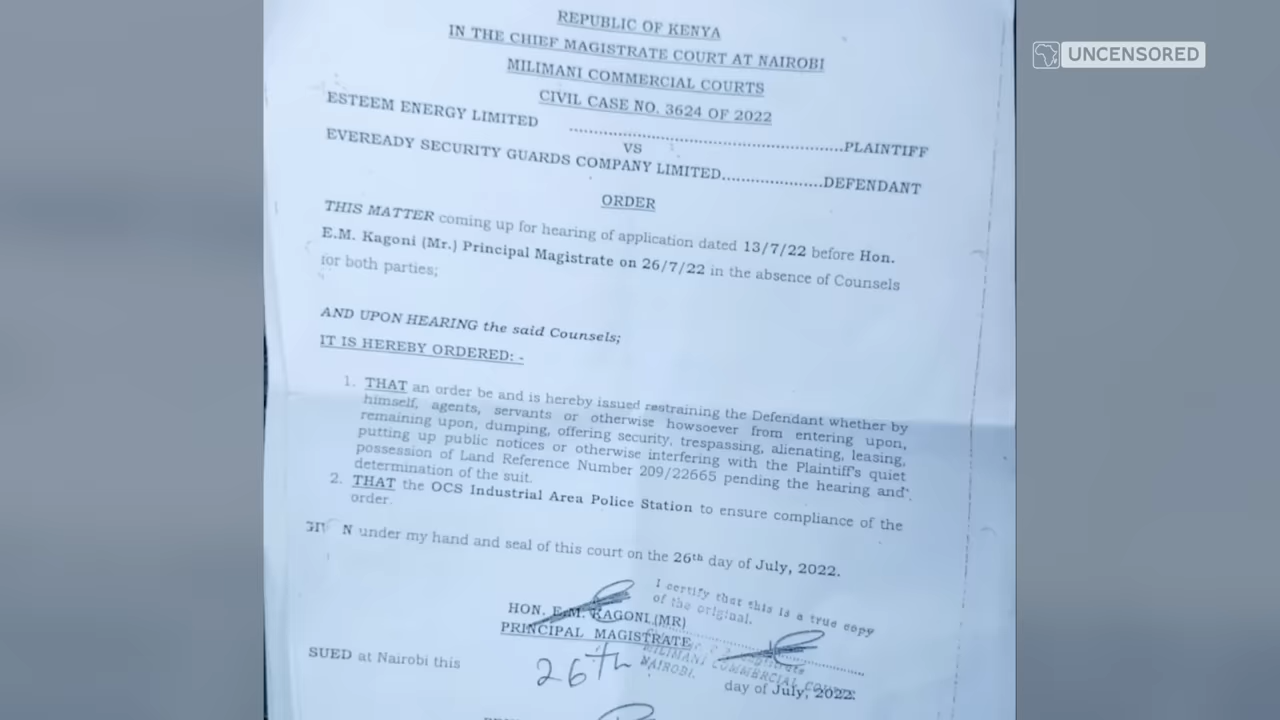 UNCENSORED
REPUBLIC OF KENYA
IN THE CHIEF MAGISTRATE COURT AT NAIROBI
MILIMANI COMMERCIAL COURTS
CIVIL CASE NO. 3624 OF 2022
ESTEEM ENERGY LIMITED ................................................PLAINTIFF
VS
EVEREADY SECURITY GUARDS COMPANY LIMITED.....................DEFENDANT
ORDER
THIS MATTER coming up for hearing of application dated 13/7/22 before Hon.
E.M. Kagoni (Mr.) Principal Magistrate on 26/7/22 in the absence of Counsels
for both parties;
AND UPON HEARING the said Counsels;
IT IS HEREBY ORDERED: -
1. THAT an order be and is hereby issued restraining the Defendant whether by
himself, agents, servants or otherwise howsoever from entering upon,
remaining upon, dumping, offering security, trespassing, alienating, leasing,
putting up public notices or otherwise interfering with the Plaintiff's quiet
possession of Land Reference Number 209/22665 pending the hearing and
determination of the suit.
2. THAT the OCS Industrial Area Police Station to ensure compliance of the
order.
N under my hand and seal of this court on the 26th day of July, 2022.
I certify that this is a true copy
of the original.
HON. E.M. KAGONI (MR)
PRINCIPAL MAGISTRATE
MILIMANI COMMERCIAL
NAIROBI.
SUED at Nairobi this 26th day of July, 2022.